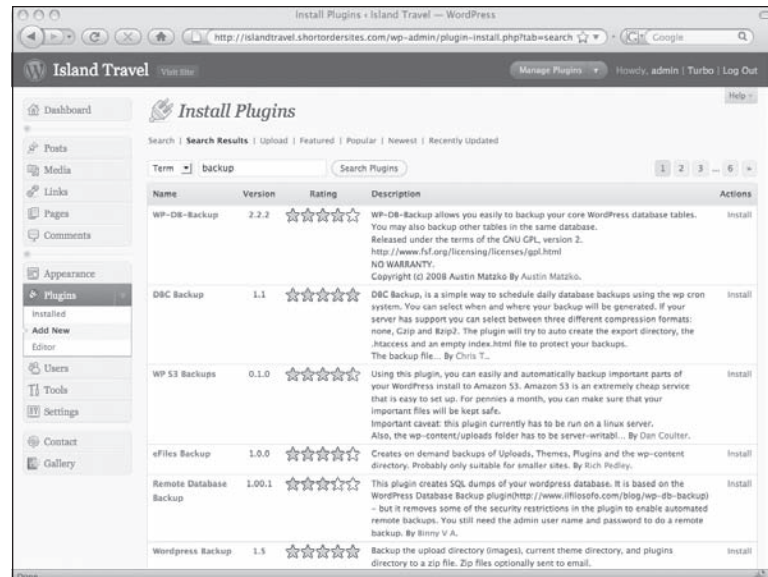 Install Plugins ‹ Island Travel — WordPress
http://islandtravel.shortordersites.com/wp-admin/plugin-install.php?tab=search
Google
Island Travel
Visit Site
Manage Plugins
Howdy, admin | Turbo | Log Out
Help
Dashboard
Posts
Media
Links
Pages
Comments
Appearance
Plugins
Installed
Add New
Editor
Users
Tools
Settings
Contact
Gallery
Install Plugins
Search | Search Results | Upload | Featured | Popular | Newest | Recently Updated
Term backup Search Plugins
1 2 3 ... 6 »
Name Version Rating Description Actions
WP-DB-Backup 2.2.2 WP-DB-Backup allows you easily to backup your core WordPress database tables. Install
You may also backup other tables in the same database.
Released under the terms of the GNU GPL, version 2.
http://www.fsf.org/licensing/licenses/gpl.html
NO WARRANTY.
Copyright (c) 2008 Austin Matzko By Austin Matzko.
DBC Backup 1.1 DBC Backup, is a simple way to schedule daily database backups using the wp cron Install
system. You can select when and where your backup will be generated. If your
server has support you can select between three different compression formats:
none, Gzip and Bzip2. The plugin will try to auto create the export directory, the
.htaccess and an empty index.html file to protect your backups.
The backup file... By Chris T..
WP S3 Backups 0.1.0 Using this plugin, you can easily and automatically backup important parts of Install
your WordPress install to Amazon S3. Amazon S3 is an extremely cheap service
that is easy to set up. For pennies a month, you can make sure that your
important files will be kept safe.
Important caveat: this plugin currently has to be run on a linux server.
Also, the wp-content/uploads folder has to be server-writabl... By Dan Coulter.
eFiles Backup 1.0.0 Creates on demand backups of Uploads, Themes, Plugins and the wp-content Install
directory. Probably only suitable for smaller sites. By Rich Pedley.
Remote Database 1.00.1 This plugin creates SQL dumps of your wordpress database. It is based on the Install
Backup WordPress Database Backup plugin(http://www.ilfilosofo.com/blog/wp-db-backup)
- but it removes some of the security restrictions in the plugin to enable automated
remote backups. You still need the admin user name and password to do a remote
backup. By Binny V A.
Wordpress Backup 1.5 Backup the upload directory (images), current theme directory, and plugins Install
directory to a zip file. Zip files optionally sent to email.
Done